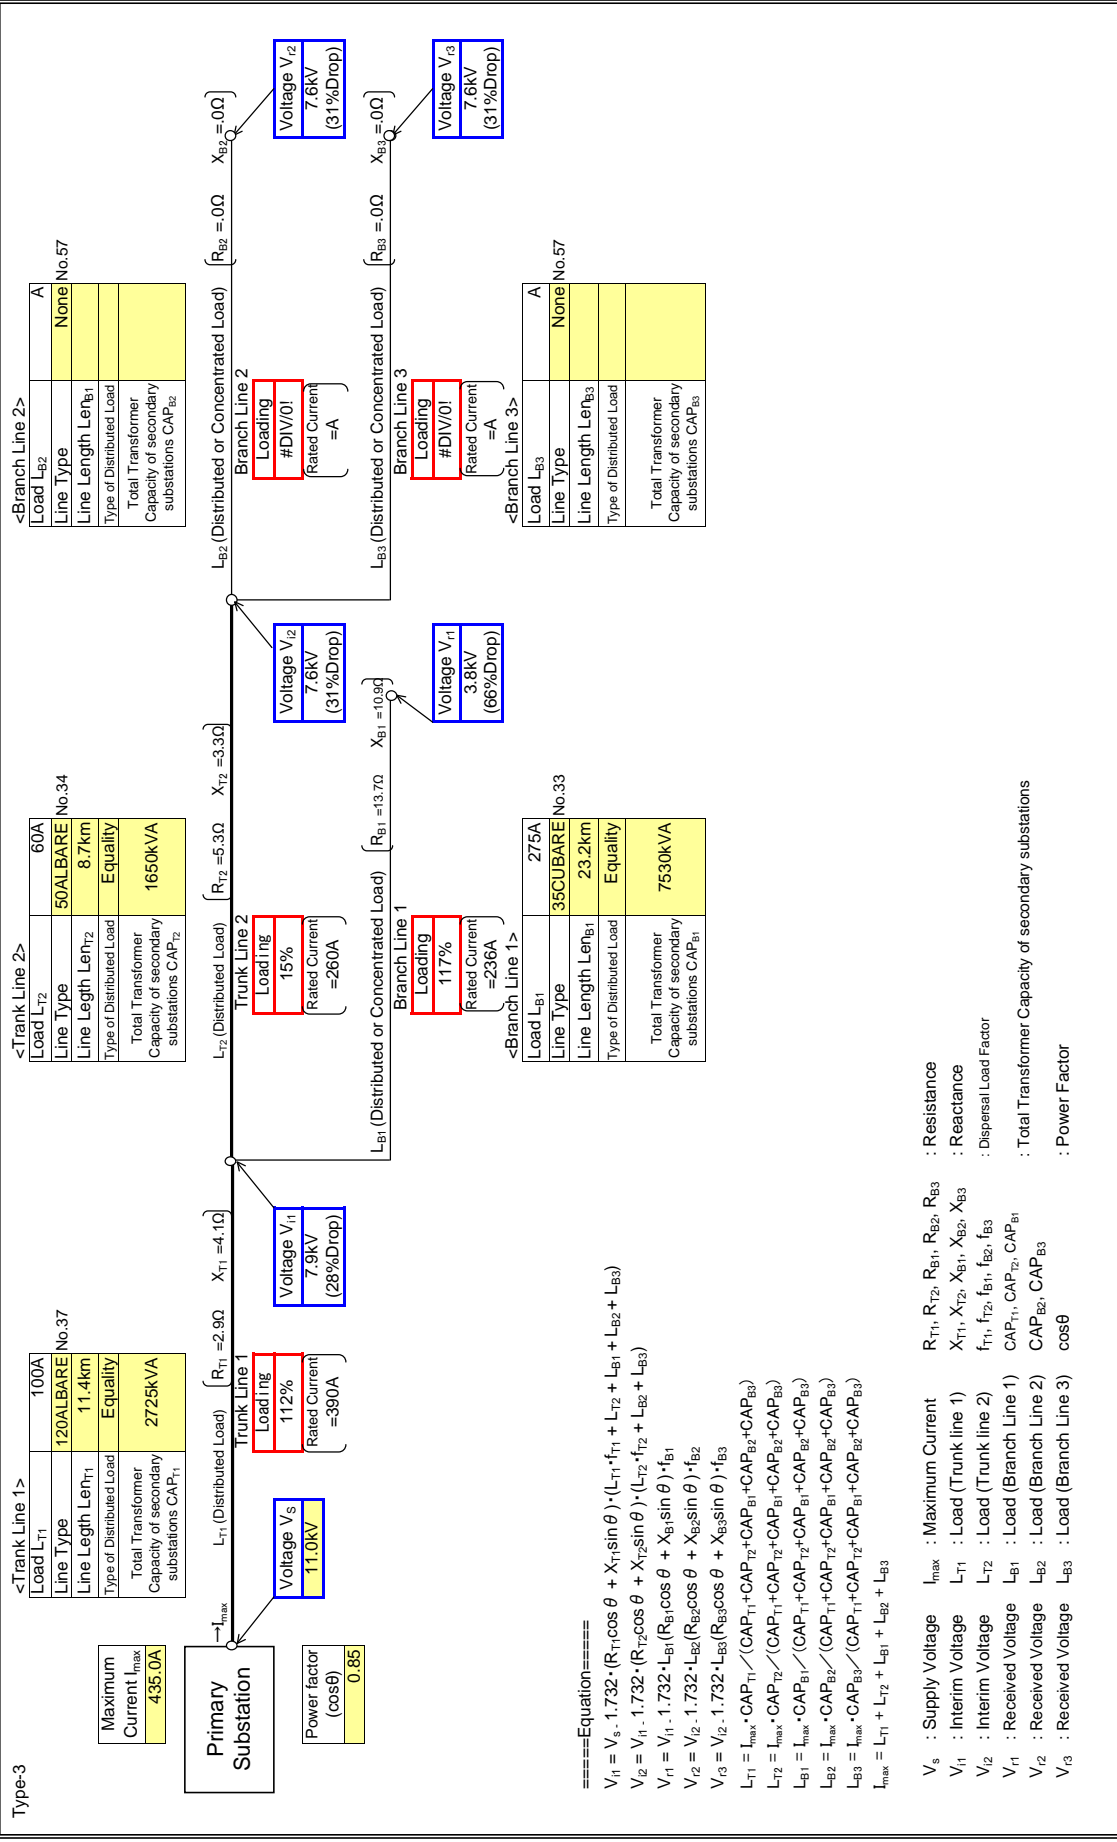 Type-3
Maximum
Current Imax
435.0A
Primary
Substation
Power factor
(cosθ)
0.85
→Imax
Voltage VS
11.0kV
<Trank Line 1>
Load LT1 100A
Line Type 120ALBARE No.37
Line Legth LenT1 11.4km
Type of Distributed Load Equality
Total Transformer
Capacity of secondary
substations CAPT1
2725kVA
LT1 (Distributed Load)
RT1 =2.9Ω XT1 =4.1Ω
Trunk Line 1
Loading
112%
Rated Current
=390A
Voltage Vi1
7.9kV
(28%Drop)
<Trank Line 2>
Load LT2 60A
Line Type 50ALBARE No.34
Line Legth LenT2 8.7km
Type of Distributed Load Equality
Total Transformer
Capacity of secondary
substations CAPT2
1650kVA
LT2 (Distributed Load)
RT2 =5.3Ω XT2 =3.3Ω
Trunk Line 2
Loading
15%
Rated Current
=260A
Voltage Vi2
7.6kV
(31%Drop)
LB1 (Distributed or Concentrated Load)
RB1 =13.7Ω XB1 =10.9Ω
Branch Line 1
Loading
117%
Rated Current
=236A
Voltage Vr1
3.8kV
(66%Drop)
<Branch Line 1>
Load LB1 275A
Line Type 35CUBARE No.33
Line Length LenB1 23.2km
Type of Distributed Load Equality
Total Transformer
Capacity of secondary
substations CAPB1
7530kVA
<Branch Line 2>
Load LB2 A
Line Type None No.57
Line Length LenB1
Type of Distributed Load
Total Transformer
Capacity of secondary
substations CAPB2
LB2 (Distributed or Concentrated Load)
RB2 =.0Ω XB2 =.0Ω
Branch Line 2
Loading
#DIV/0!
Rated Current
=A
Voltage Vr2
7.6kV
(31%Drop)
LB3 (Distributed or Concentrated Load)
RB3 =.0Ω XB3 =.0Ω
Branch Line 3
Loading
#DIV/0!
Rated Current
=A
Voltage Vr3
7.6kV
(31%Drop)
<Branch Line 3>
Load LB3 A
Line Type None No.57
Line Length LenB3
Type of Distributed Load
Total Transformer
Capacity of secondary
substations CAPB3
=====Equation=====
Vi1 = Vs - 1.732・(RT1cos θ + XT1sin θ)・(LT1・fT1 + LT2 + LB1 + LB2 + LB3)
Vi2 = Vi1 - 1.732・(RT2cos θ + XT2sin θ)・(LT2・fT2 + LB2 + LB3)
Vr1 = Vi1 - 1.732・LB1(RB1cos θ + XB1sin θ)・fB1
Vr2 = Vi2 - 1.732・LB2(RB2cos θ + XB2sin θ)・fB2
Vr3 = Vi2 - 1.732・LB3(RB3cos θ + XB3sin θ)・fB3
LT1 = Imax・CAPT1／(CAPT1+CAPT2+CAPB1+CAPB2+CAPB3)
LT2 = Imax・CAPT2／(CAPT1+CAPT2+CAPB1+CAPB2+CAPB3)
LB1 = Imax・CAPB1／(CAPT1+CAPT2+CAPB1+CAPB2+CAPB3)
LB2 = Imax・CAPB2／(CAPT1+CAPT2+CAPB1+CAPB2+CAPB3)
LB3 = Imax・CAPB3／(CAPT1+CAPT2+CAPB1+CAPB2+CAPB3)
Imax = LT1 + LT2 + LB1 + LB2 + LB3
Vs : Supply Voltage Imax : Maximum Current RT1, RT2, RB1, RB2, RB3 : Resistance
Vi1 : Interim Voltage LT1 : Load (Trunk line 1) XT1, XT2, XB1, XB2, XB3 : Reactance
Vi2 : Interim Voltage LT2 : Load (Trunk line 2) fT1, fT2, fB1, fB2, fB3 : Dispersal Load Factor
Vr1 : Received Voltage LB1 : Load (Branch Line 1) CAPT1, CAPT2, CAPB1
Vr2 : Received Voltage LB2 : Load (Branch Line 2) CAPB2, CAPB3 : Total Transformer Capacity of secondary substations
Vr3 : Received Voltage LB3 : Load (Branch Line 3) cosθ : Power Factor